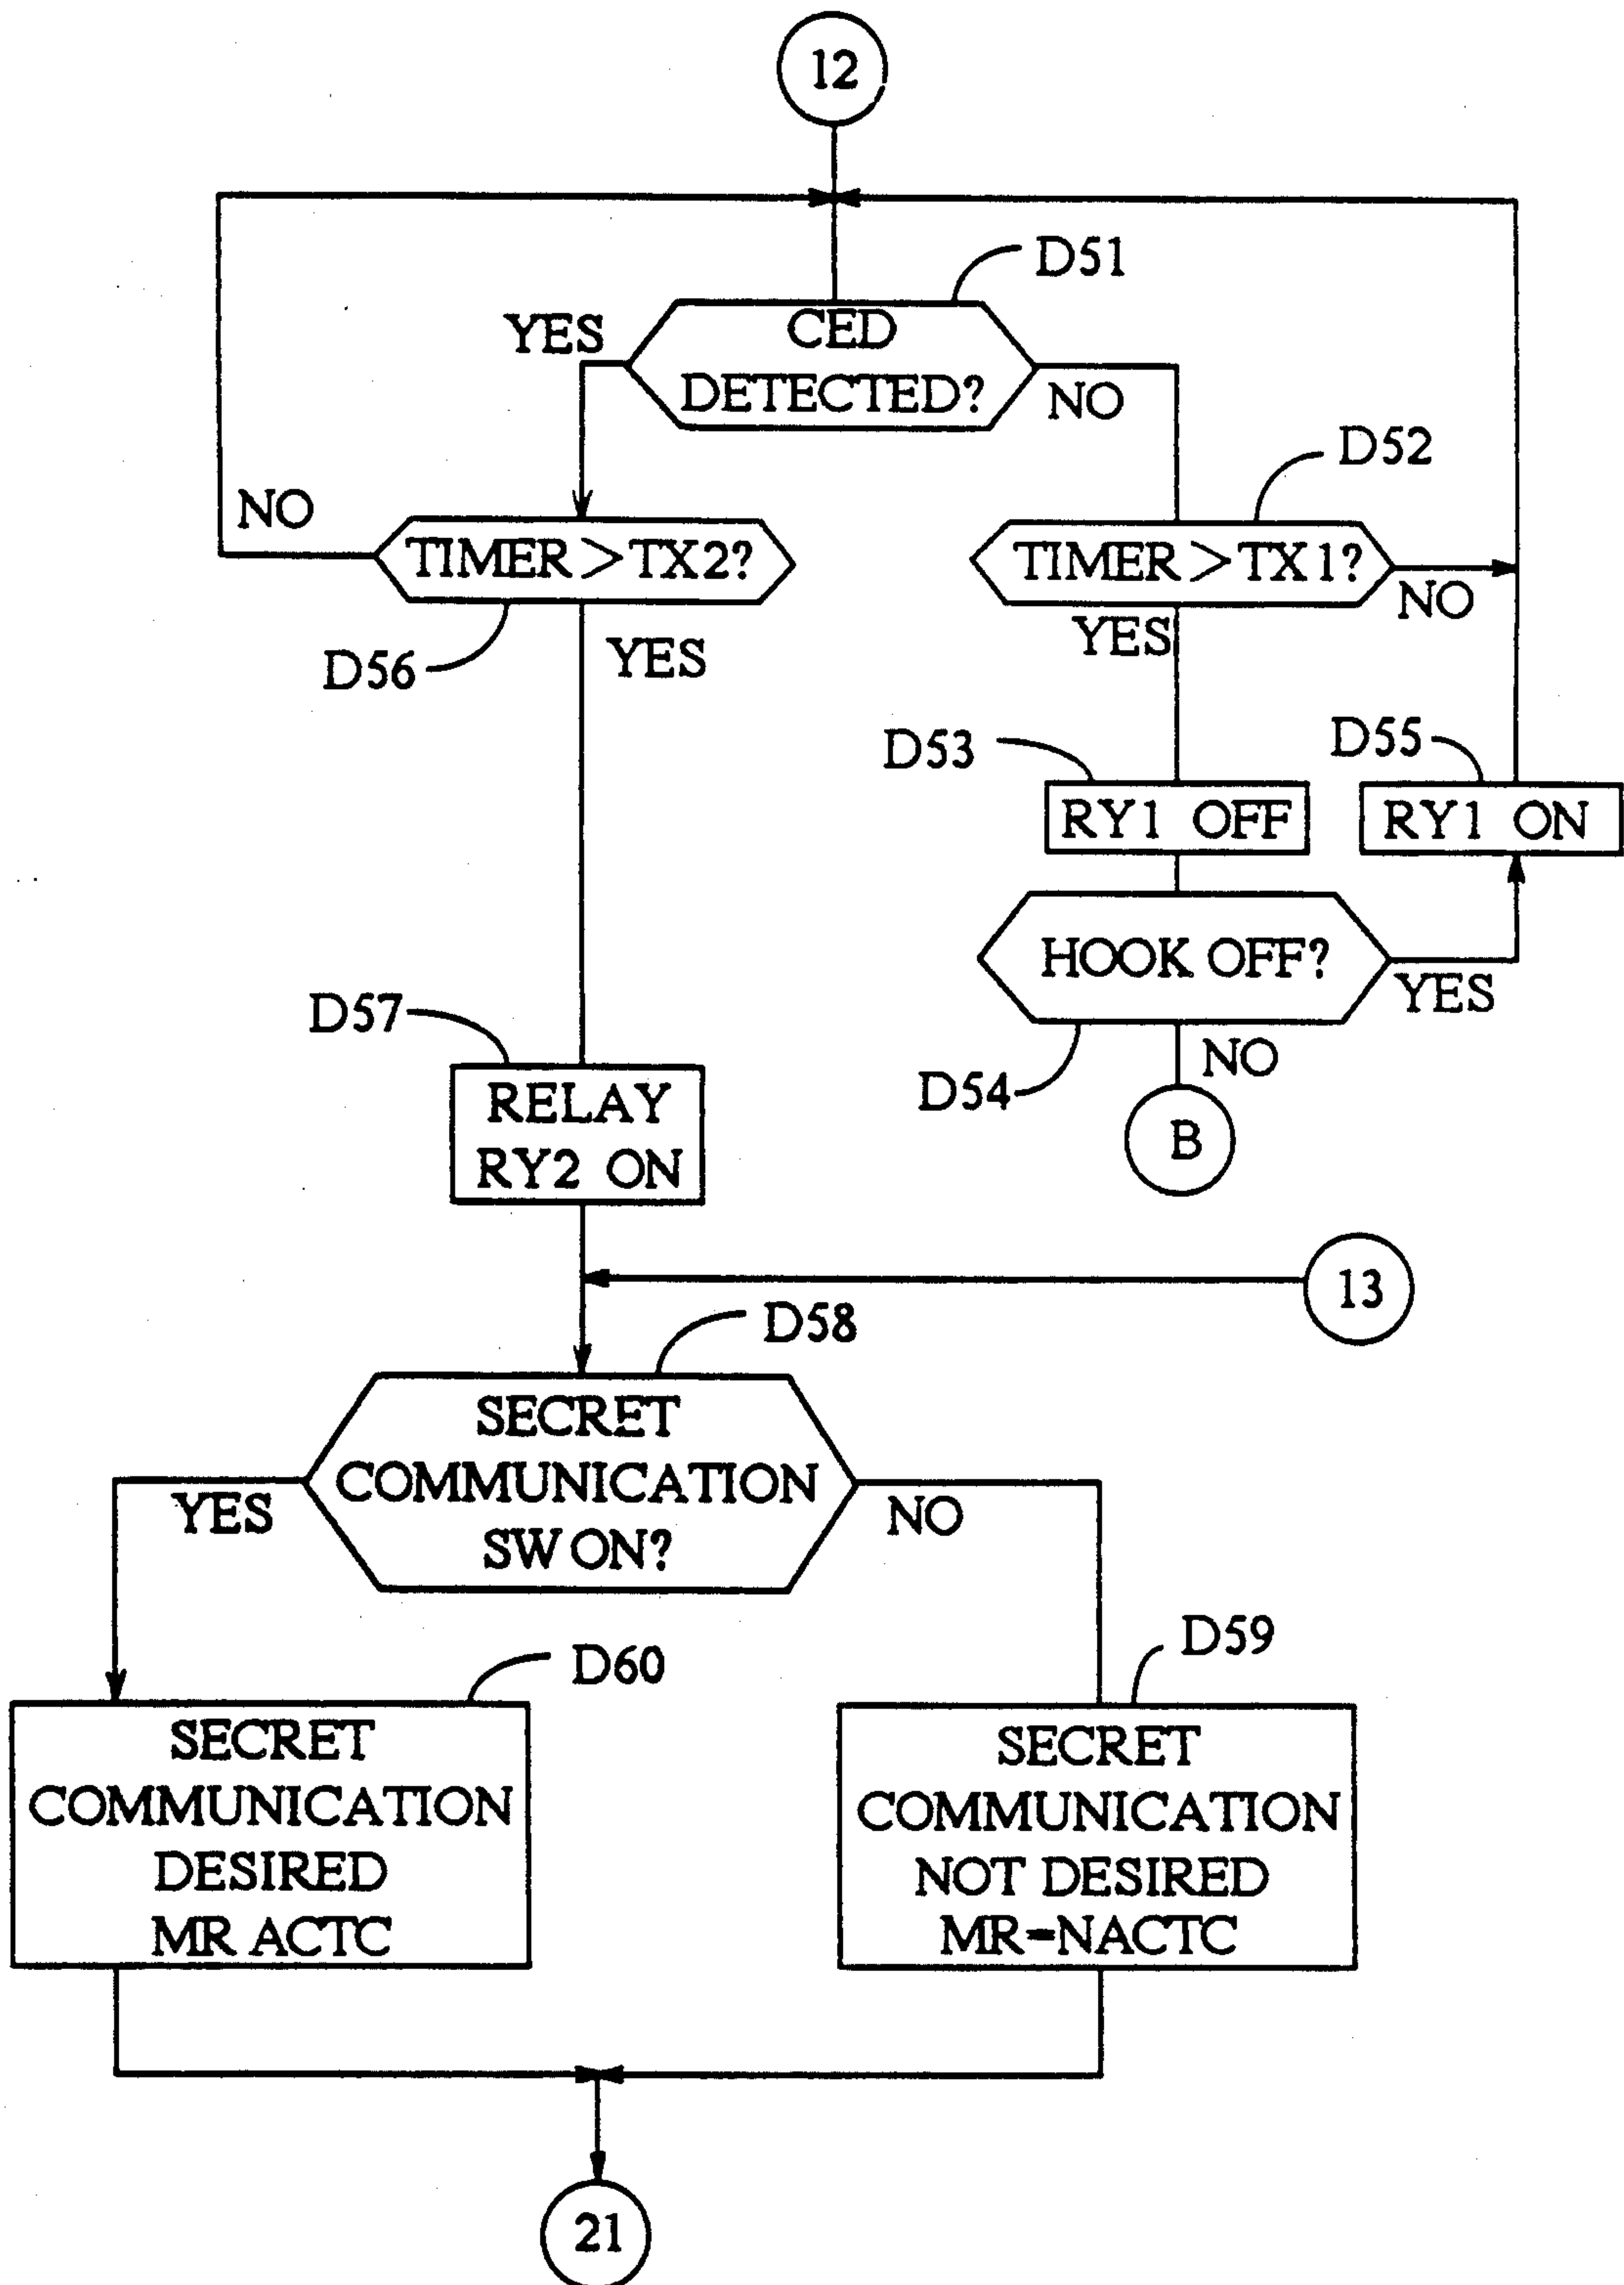 12
D51
CED
DETECTED?
YES
NO
D52
NO
TIMER>TX2?
TIMER>TX1?
NO
D56
YES
YES
D53
D55
RY1 OFF
RY1 ON
HOOK OFF?
YES
D54
NO
B
D57
RELAY
RY2 ON
13
D58
SECRET
COMMUNICATION
SW ON?
YES
NO
D60
D59
SECRET
COMMUNICATION
DESIRED
MR ACTC
SECRET
COMMUNICATION
NOT DESIRED
MR=NACTC
21